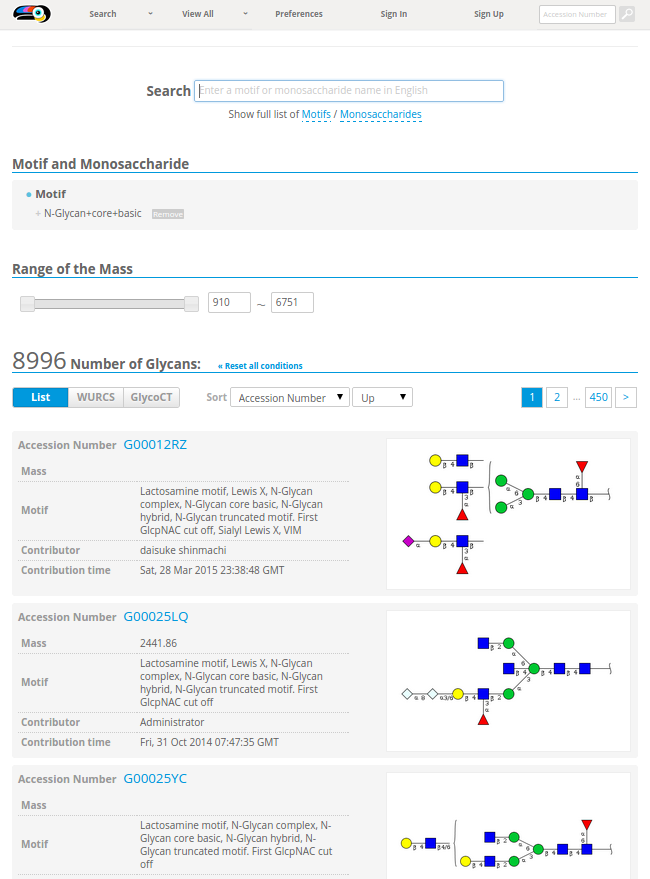 Search View All Preferences Sign In Sign Up Accession Number
Search Enter a motif or monosaccharide name in English
Show full list of Motifs / Monosaccharides
Motif and Monosaccharide
Motif
+ N-Glycan+core+basic Remove
Range of the Mass
910 ~ 6751
8996 Number of Glycans: « Reset all conditions
List WURCS GlycoCT Sort Accession Number Up 1 2 ... 450 >
Accession Number G00012RZ
Mass
Motif
Lactosamine motif, Lewis X, N-Glycan
complex, N-Glycan core basic, N-Glycan
hybrid, N-Glycan truncated motif. First
GlcpNAC cut off, Sialyl Lewis X, VIM
Contributor daisuke shinmachi
Contribution time Sat, 28 Mar 2015 23:38:48 GMT
Accession Number G00025LQ
Mass 2441.86
Motif
Lactosamine motif, Lewis X, N-Glycan
complex, N-Glycan core basic, N-Glycan
hybrid, N-Glycan truncated motif. First
GlcpNAC cut off
Contributor Administrator
Contribution time Fri, 31 Oct 2014 07:47:35 GMT
Accession Number G00025YC
Mass
Motif
Lactosamine motif, N-Glycan complex, N-
Glycan core basic, N-Glycan hybrid, N-
Glycan truncated motif. First GlcpNAC cut
off